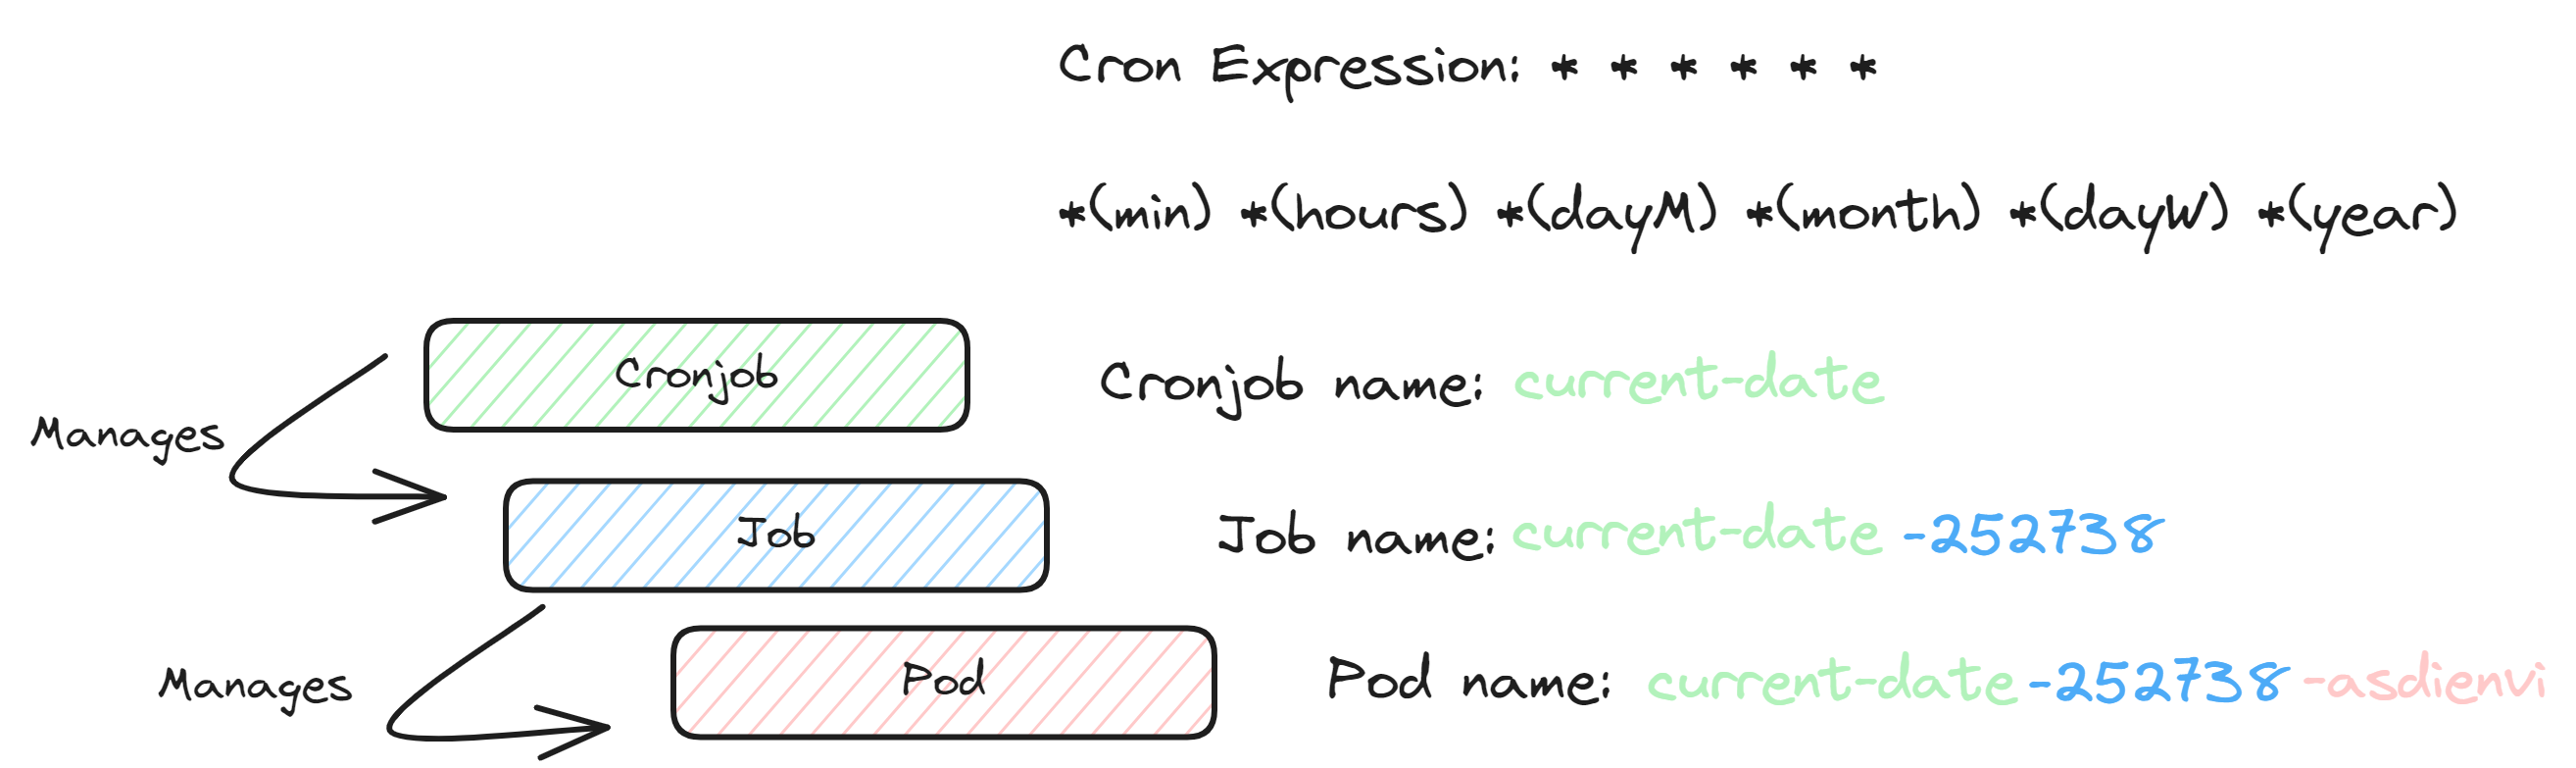 Cron Expression: * * * * * *
*(min) *(hours) *(dayM) *(month) *(dayW) *(year)
Cronjob
Cronjob name: current-date
Manages
Job
Job name: current-date -252738
Manages
Pod
Pod name: current-date -252738 -asdienvi